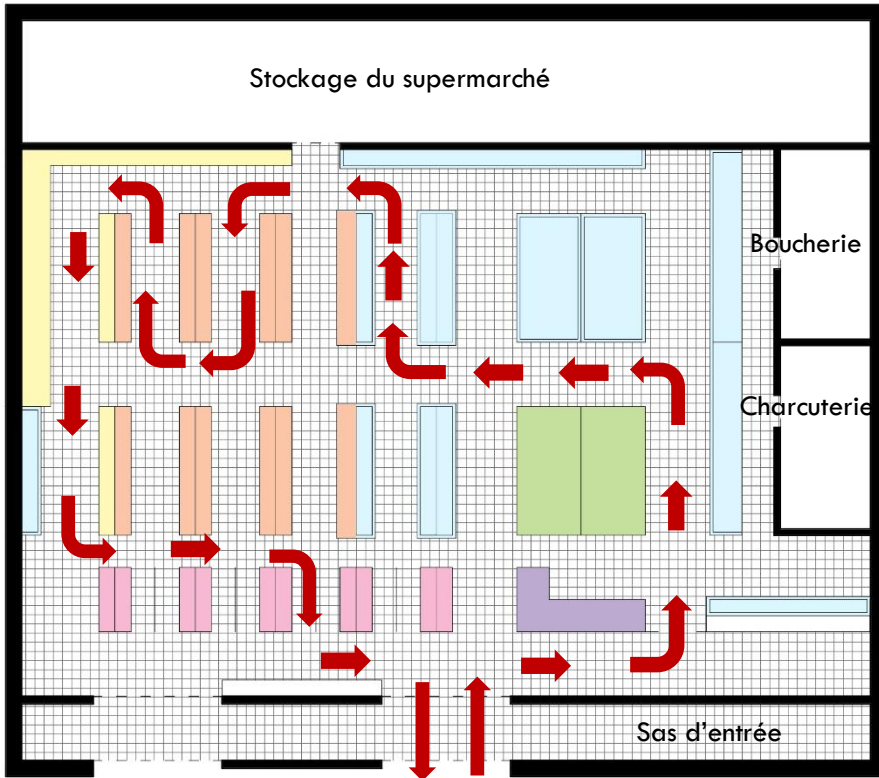 Stockage du supermarché
Boucherie
Charcuterie
Sas d’entrée